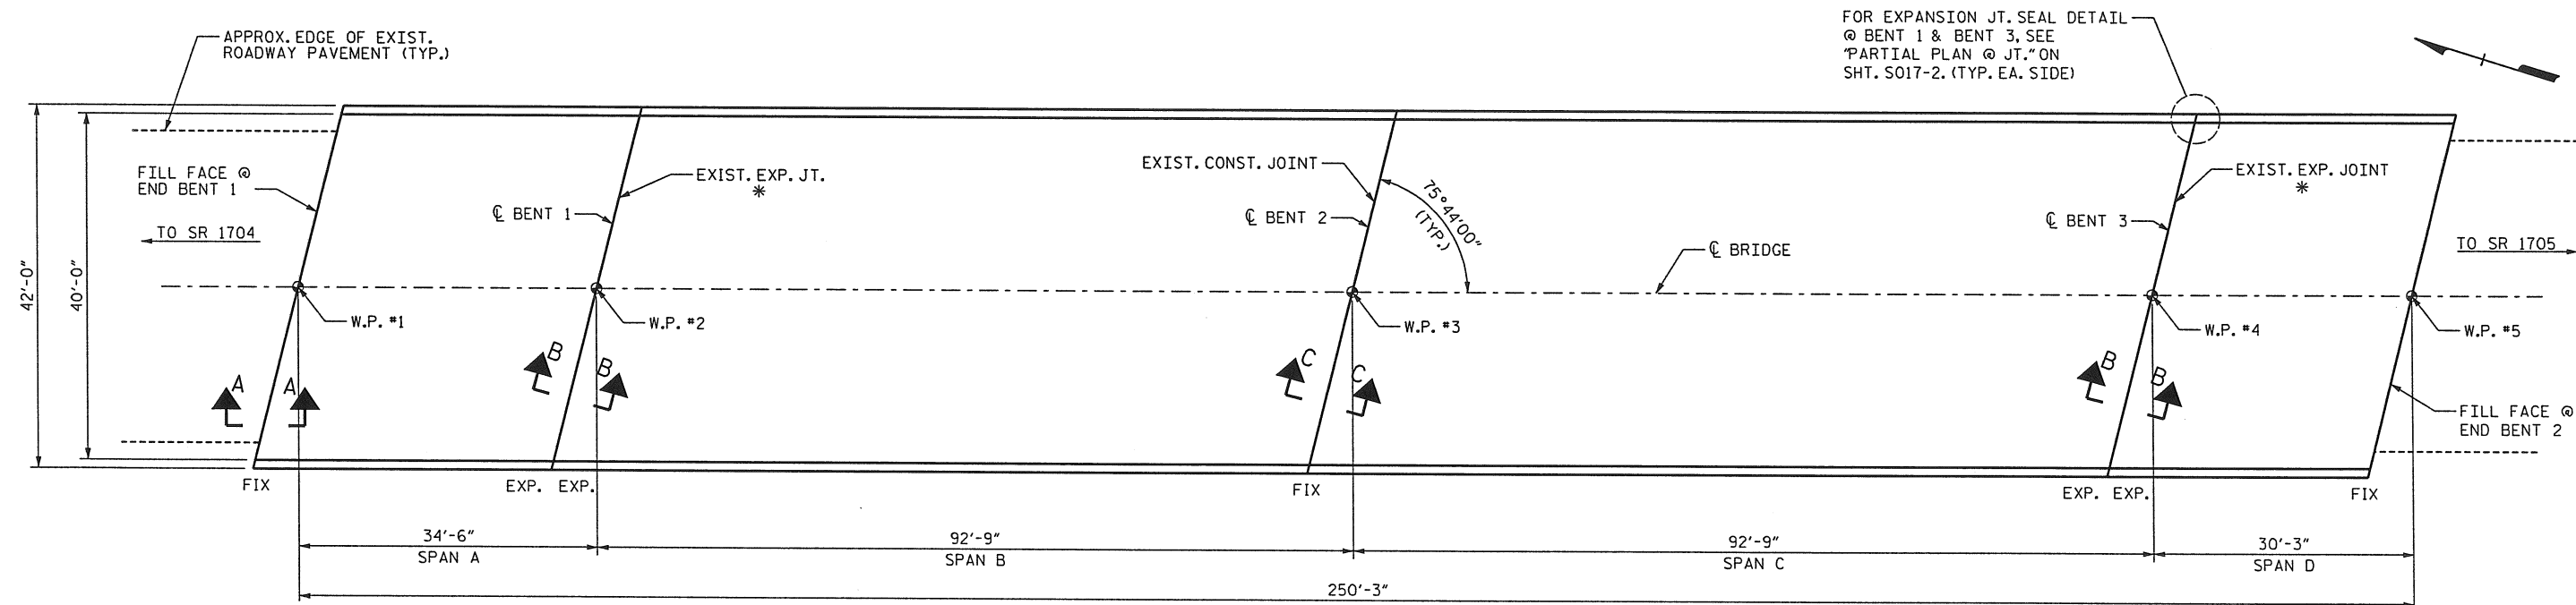 APPROX. EDGE OF EXIST.
ROADWAY PAVEMENT (TYP.)
FOR EXPANSION JT. SEAL DETAIL
@ BENT 1 & BENT 3, SEE
"PARTIAL PLAN @ JT." ON
SHT. S017-2. (TYP. EA. SIDE)
FILL FACE @
END BENT 1
EXIST. EXP. JT.
*
EXIST. CONST. JOINT
75°44'00"
(TYP.)
EXIST. EXP. JOINT
*
℄ BENT 1
℄ BENT 2
℄ BENT 3
TO SR 1704
℄ BRIDGE
TO SR 1705
42'-0"
40'-0"
W.P. #1
W.P. #2
W.P. #3
W.P. #4
W.P. #5
A A
B B
C C
B B
FILL FACE @
END BENT 2
FIX
EXP. EXP.
FIX
EXP. EXP.
FIX
34'-6"
SPAN A
92'-9"
SPAN B
92'-9"
SPAN C
30'-3"
SPAN D
250'-3"